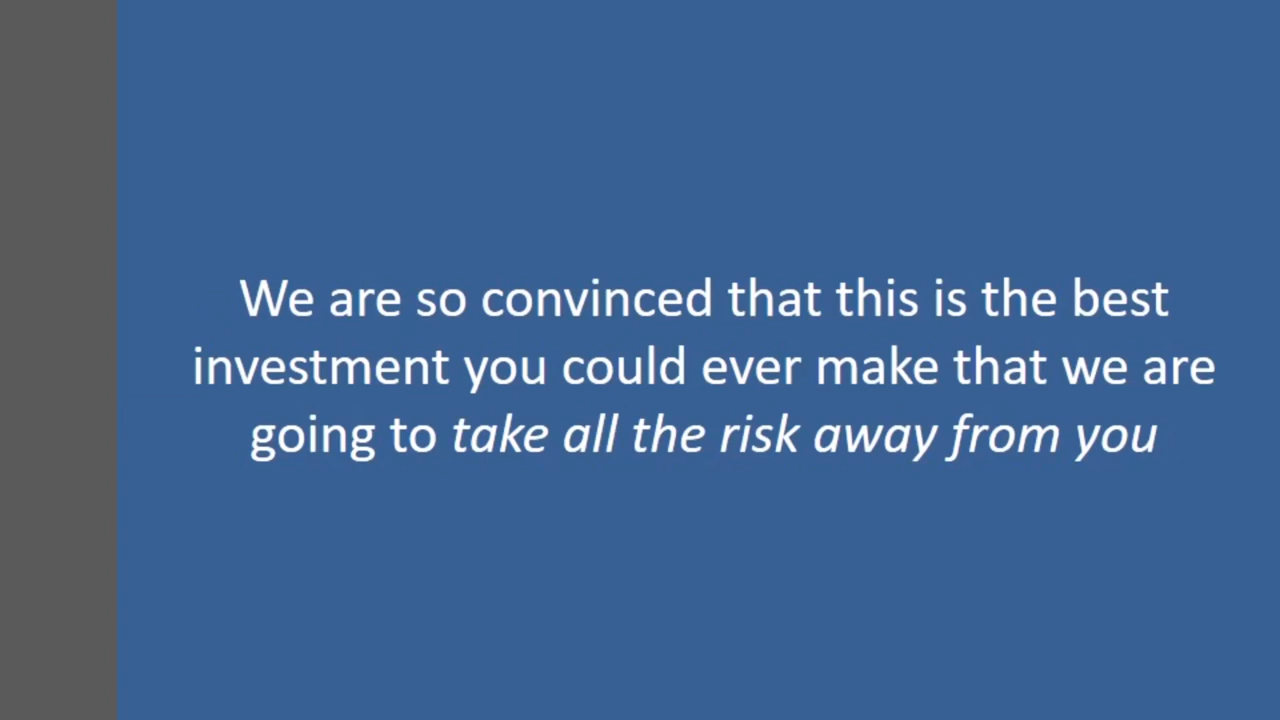 We are so convinced that this is the best
investment you could ever make that we are
going to take all the risk away from you